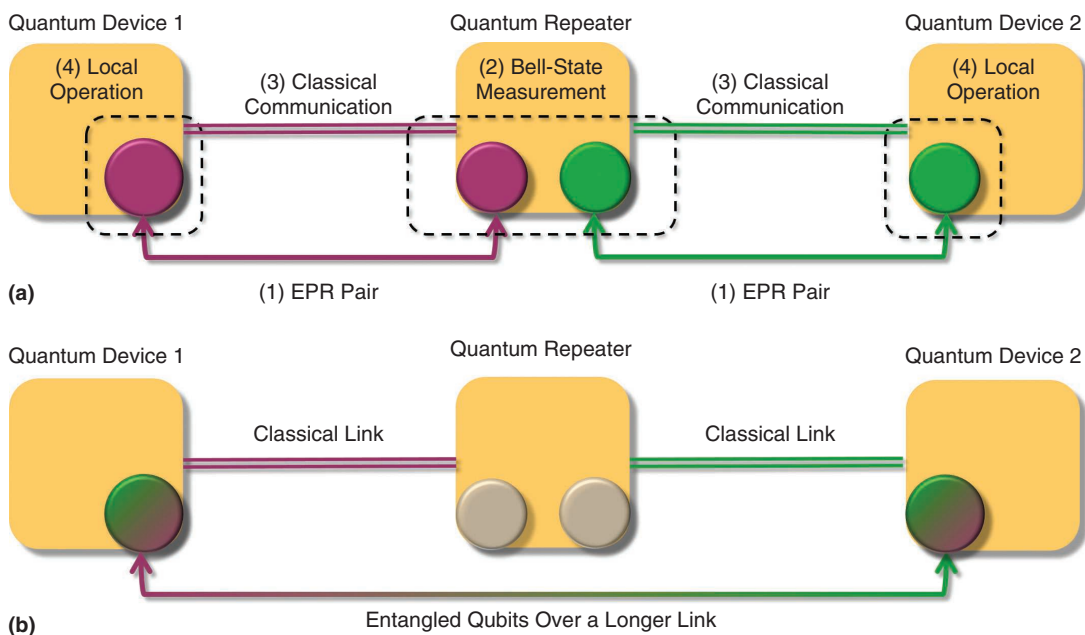 Quantum Device 1
Quantum Repeater
Quantum Device 2
(4) Local
Operation
(3) Classical
Communication
(2) Bell-State
Measurement
(3) Classical
Communication
(4) Local
Operation
(1) EPR Pair
(1) EPR Pair
(a)
Quantum Device 1
Quantum Repeater
Quantum Device 2
Classical Link
Classical Link
Entangled Qubits Over a Longer Link
(b)